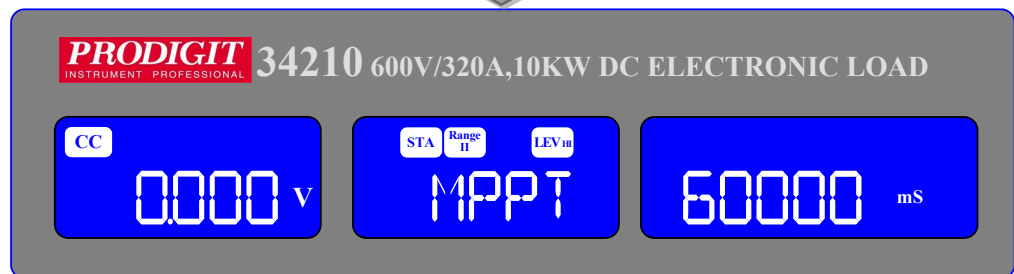 PRODIGIT
INSTRUMENT PROFESSIONAL
34210 600V/320A,10KW DC ELECTRONIC LOAD
CC
0.000 V
STA Range II LEV HI
MPPT
60000 mS